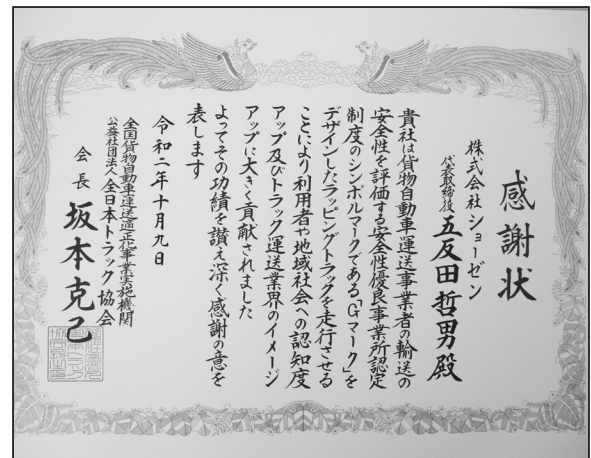 感謝状
株式会社ショーゼン
代表取締役 五反田哲男殿
貴社は貨物自動車運送事業者の輸送の
安全性を評価する安全性優良事業所認定
制度のシンボルマークである「Gマーク」を
デザインしたラッピングトラックを走行させる
ことにより利用者や地域社会への認知度
アップ及びトラック運送業界のイメージ
アップに大きく貢献されました
よってその功績を讃え深く感謝の意を
表します
令和二年十月九日
全国貨物自動車運送適正化事業実施機関
公益社団法人 全日本トラック協会
会長 坂本克己